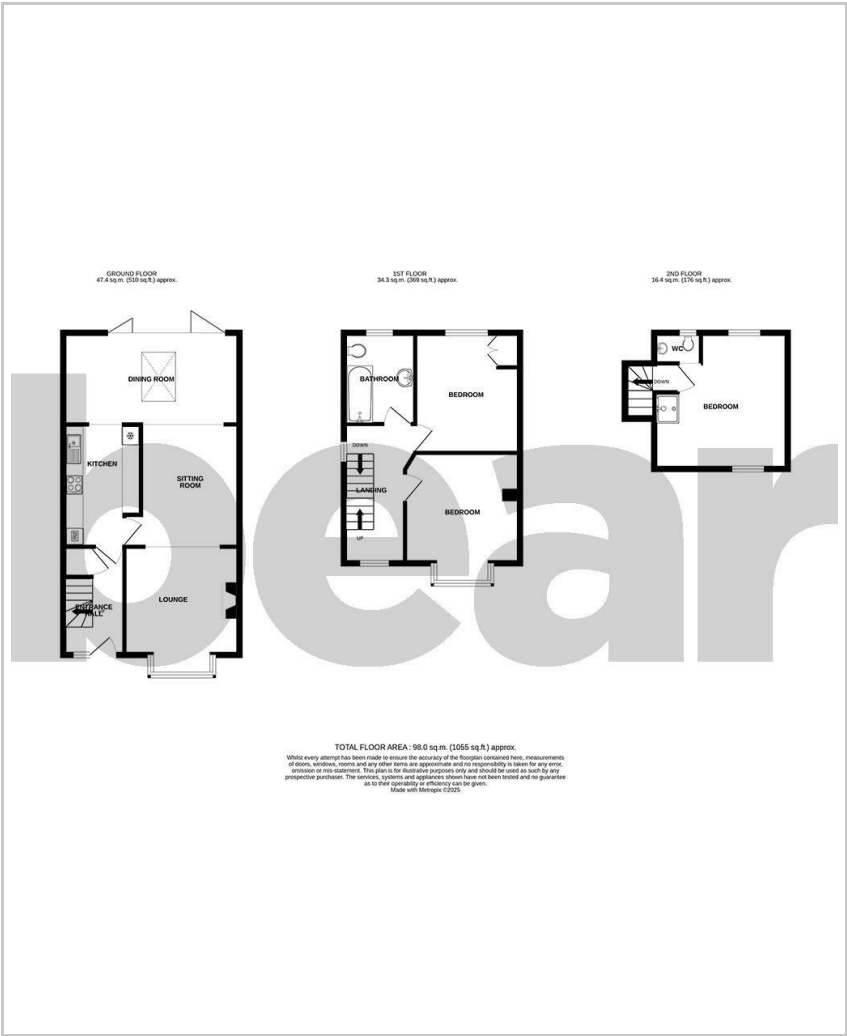 GROUND FLOOR
47.4 sq.m. (510 sq.ft.) approx.
1ST FLOOR
34.3 sq.m. (369 sq.ft.) approx.
2ND FLOOR
16.4 sq.m. (176 sq.ft.) approx.
DINING ROOM
KITCHEN
SITTING
ROOM
LOUNGE
ENTRANCE
HALL
BATHROOM
BEDROOM
DOWN
LANDING
UP
BEDROOM
WC
DOWN
BEDROOM
bear
TOTAL FLOOR AREA : 98.0 sq.m. (1055 sq.ft.) approx.
Whilst every attempt has been made to ensure the accuracy of the floorplan contained here, measurements
of doors, windows, rooms and any other items are approximate and no responsibility is taken for any error,
omission or mis-statement. This plan is for illustrative purposes only and should be used as such by any
prospective purchaser. The services, systems and appliances shown have not been tested and no guarantee
as to their operability or efficiency can be given.
Made with Metropix ©2025